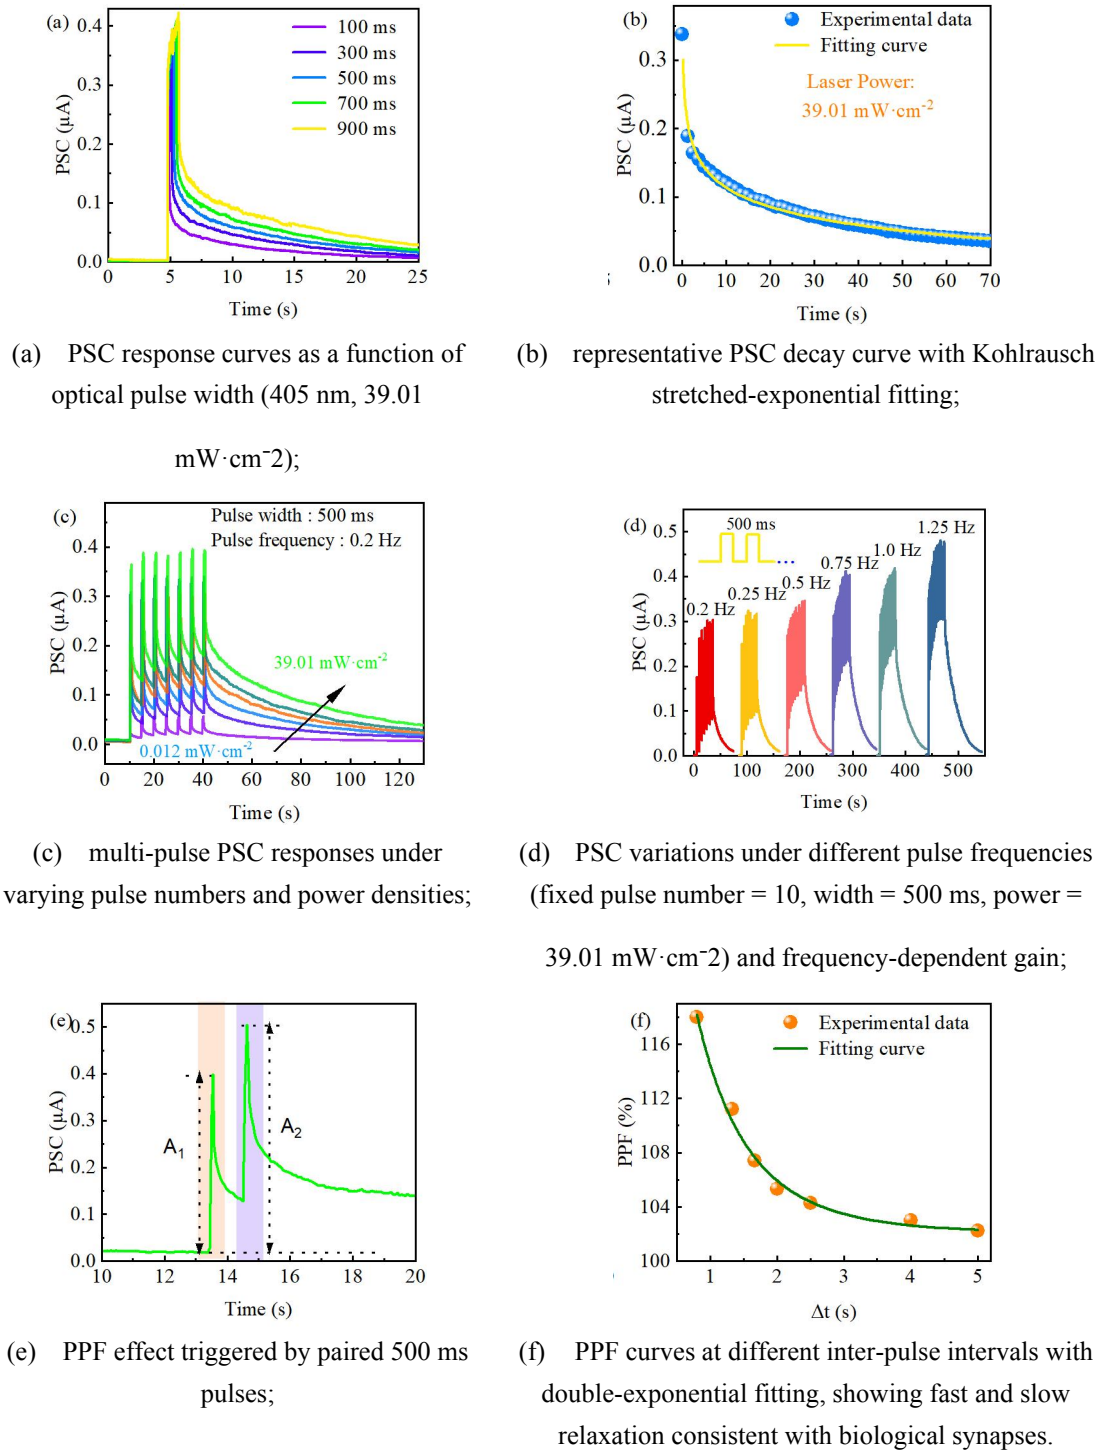 (a)
0.4
0.3
0.2
0.1
0.0
PSC (μA)
100 ms
300 ms
500 ms
700 ms
900 ms
0 5 10 15 20 25
Time (s)
(b)
0.3
0.2
0.1
0.0
PSC (μA)
Experimental data
Fitting curve
Laser Power:
39.01 mW·cm⁻²
0 10 20 30 40 50 60 70
Time (s)
(a) PSC response curves as a function of
optical pulse width (405 nm, 39.01
mW·cm⁻2);
(b) representative PSC decay curve with Kohlrausch
stretched-exponential fitting;
(c)
0.4
0.3
0.2
0.1
0.0
PSC (μA)
Pulse width : 500 ms
Pulse frequency : 0.2 Hz
39.01 mW·cm⁻²
0.012 mW·cm⁻²
0 20 40 60 80 100 120
Time (s)
(d)
0.5
0.4
0.3
0.2
0.1
0.0
PSC (μA)
500 ms
0.2 Hz
0.25 Hz
0.5 Hz
0.75 Hz
1.0 Hz
1.25 Hz
0 100 200 300 400 500
Time (s)
(c) multi-pulse PSC responses under
varying pulse numbers and power densities;
(d) PSC variations under different pulse frequencies
(fixed pulse number = 10, width = 500 ms, power =
39.01 mW·cm⁻2) and frequency-dependent gain;
(e)
0.5
0.4
0.3
0.2
0.1
0.0
PSC (μA)
A₁
A₂
10 12 14 16 18 20
Time (s)
(f)
116
112
108
104
100
PPF (%)
Experimental data
Fitting curve
1 2 3 4 5
Δt (s)
(e) PPF effect triggered by paired 500 ms
pulses;
(f) PPF curves at different inter-pulse intervals with
double-exponential fitting, showing fast and slow
relaxation consistent with biological synapses.